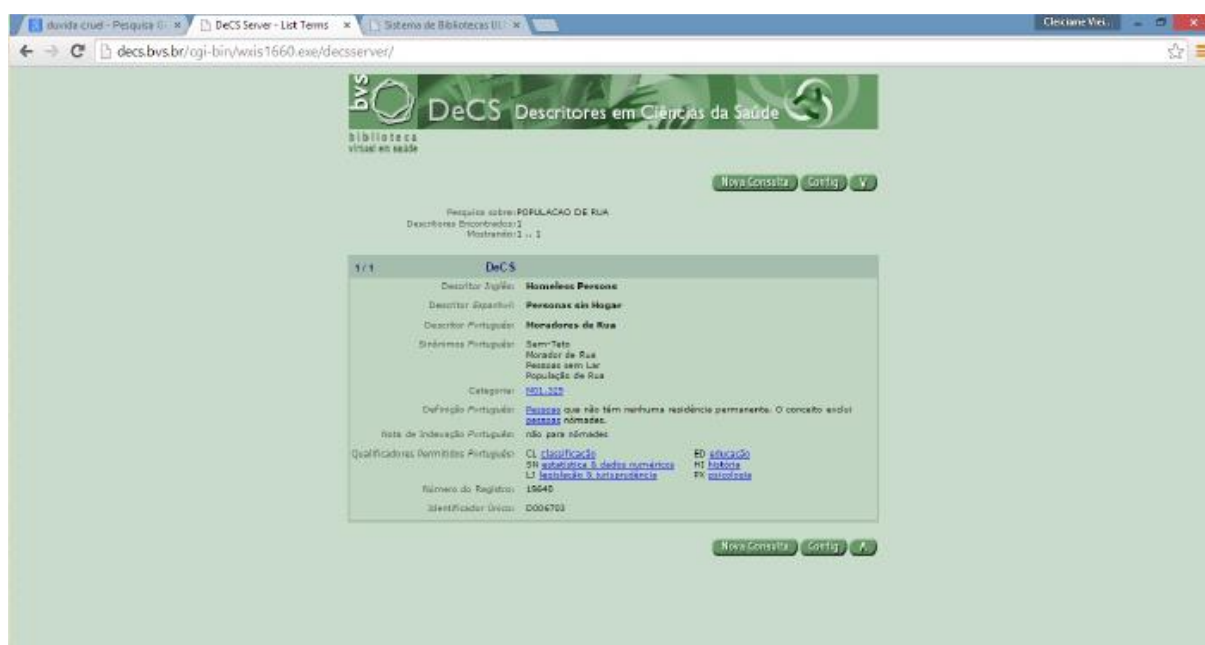 duvida cruel - Pesquisa G
DeCS Server - List Terms
Sistema de Bibliotecas U
Cleiciane Viei..
decs.bvs.br/cgi-bin/wxis1660.exe/decsserver/
bvs
DeCS Descritores em Ciências da Saúde
biblioteca
virtual em saúde
Nova Consulta Config V
Pesquisa sobre: POPULACAO DE RUA
Descritores Encontrados: 1
Mostrando: 1 .. 1
1 / 1 DeCS
Descritor Inglês: Homeless Persons
Descritor Espanhol: Personas sin Hogar
Descritor Português: Moradores de Rua
Sinônimos Português: Sem-Teto
Morador de Rua
Pessoas sem Lar
População de Rua
Categoria: N01.325
Definição Português: Pessoas que não têm nenhuma residência permanente. O conceito exclui
pessoas nômades.
Nota de Indexação Português: não para nômades
Qualificadores Permitidos Português: CL classificação ED educação
SN estatística & dados numéricos HI história
LJ legislação & jurisprudência PX psicologia
Número do Registro: 19640
Identificador Único: D006703
Nova Consulta Config